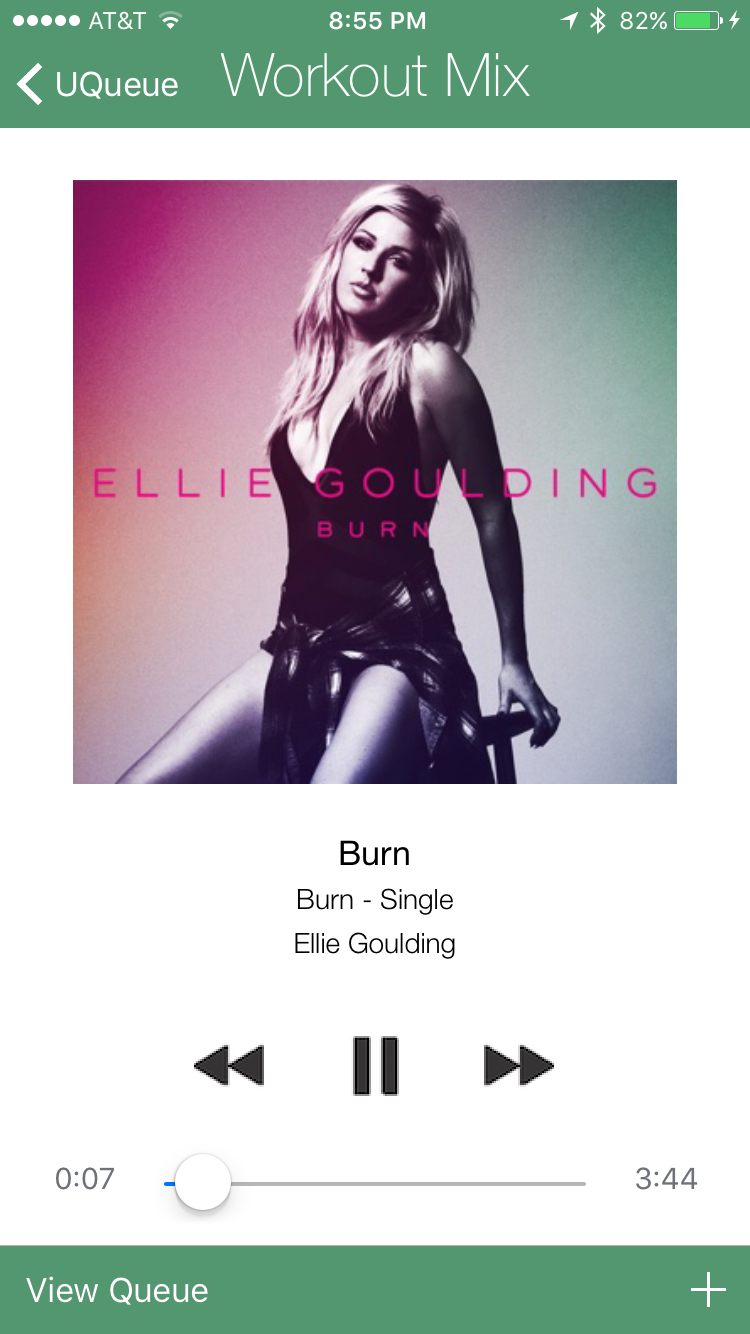 AT&T 8:55 PM 82%
UQueue Workout Mix
ELLIE GOULDING
BURN
Burn
Burn - Single
Ellie Goulding
0:07 3:44
View Queue +